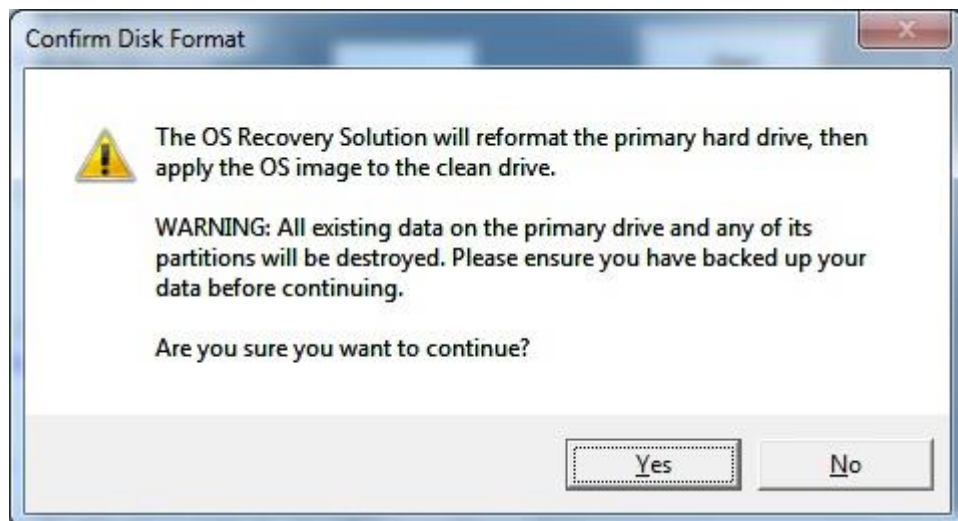 Confirm Disk Format
The OS Recovery Solution will reformat the primary hard drive, then
apply the OS image to the clean drive.
WARNING: All existing data on the primary drive and any of its
partitions will be destroyed. Please ensure you have backed up your
data before continuing.
Are you sure you want to continue?
Yes
No